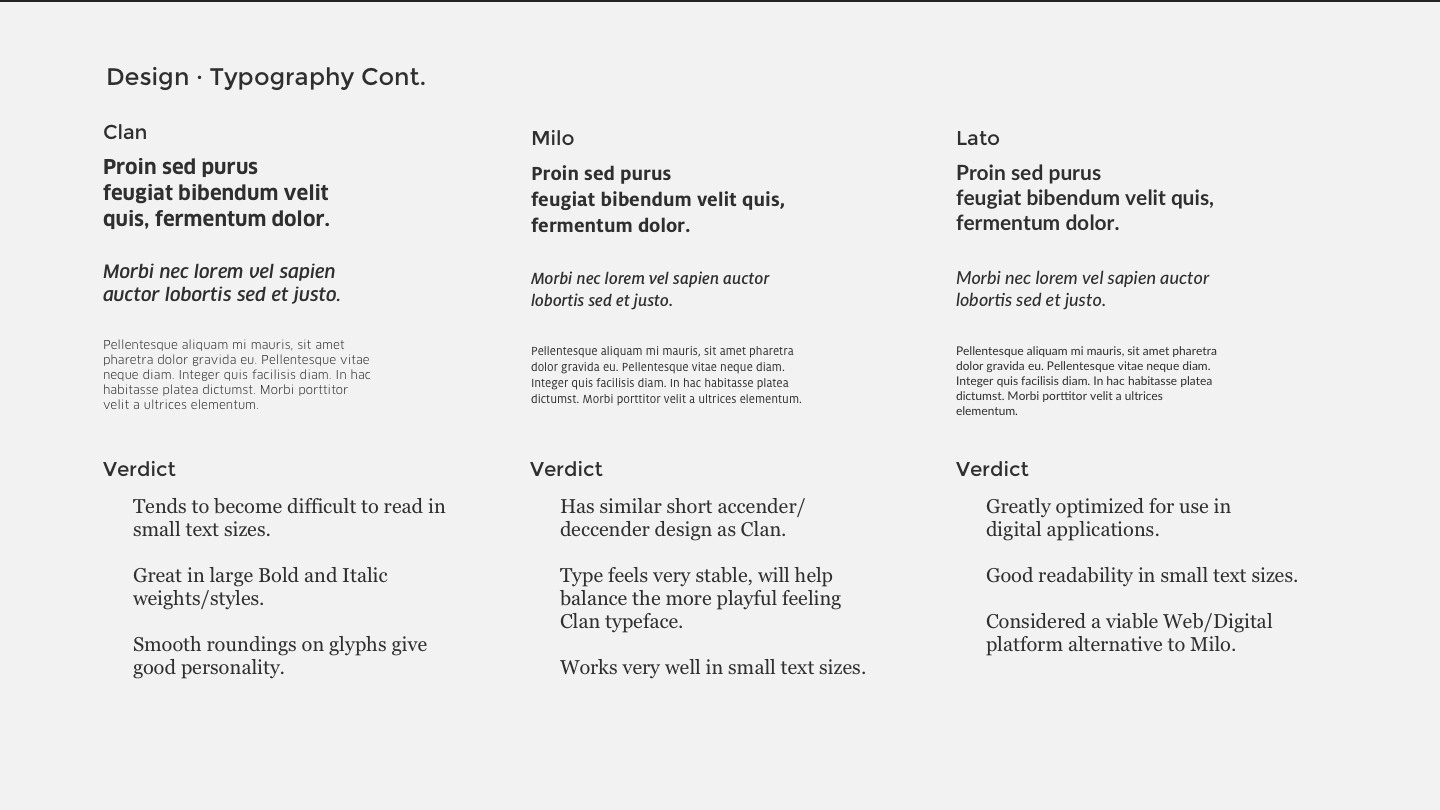 Design · Typography Cont.
Clan
Proin sed purus
feugiat bibendum velit
quis, fermentum dolor.
Morbi nec lorem vel sapien
auctor lobortis sed et justo.
Pellentesque aliquam mi mauris, sit amet
pharetra dolor gravida eu. Pellentesque vitae
neque diam. Integer quis facilisis diam. In hac
habitasse platea dictumst. Morbi porttitor
velit a ultrices elementum.
Verdict
Tends to become difficult to read in
small text sizes.
Great in large Bold and Italic
weights/styles.
Smooth roundings on glyphs give
good personality.
Milo
Proin sed purus
feugiat bibendum velit quis,
fermentum dolor.
Morbi nec lorem vel sapien auctor
lobortis sed et justo.
Pellentesque aliquam mi mauris, sit amet pharetra
dolor gravida eu. Pellentesque vitae neque diam.
Integer quis facilisis diam. In hac habitasse platea
dictumst. Morbi porttitor velit a ultrices elementum.
Verdict
Has similar short accender/
deccender design as Clan.
Type feels very stable, will help
balance the more playful feeling
Clan typeface.
Works very well in small text sizes.
Lato
Proin sed purus
feugiat bibendum velit quis,
fermentum dolor.
Morbi nec lorem vel sapien auctor
lobortis sed et justo.
Pellentesque aliquam mi mauris, sit amet pharetra
dolor gravida eu. Pellentesque vitae neque diam.
Integer quis facilisis diam. In hac habitasse platea
dictumst. Morbi porttitor velit a ultrices
elementum.
Verdict
Greatly optimized for use in
digital applications.
Good readability in small text sizes.
Considered a viable Web/Digital
platform alternative to Milo.